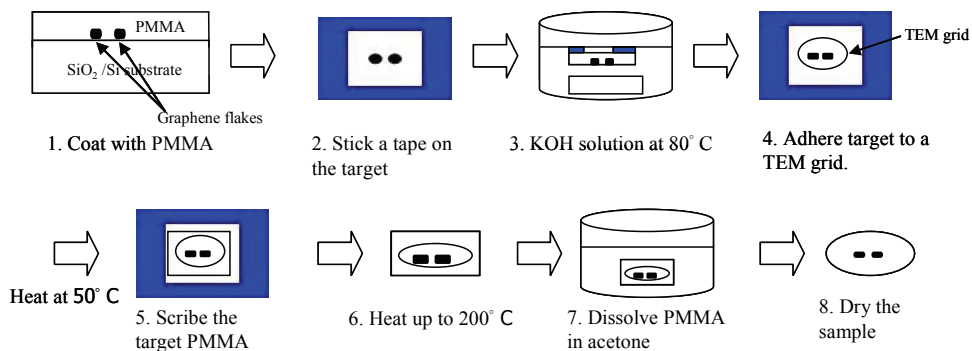 PMMA
SiO₂ /Si substrate
Graphene flakes
1. Coat with PMMA
2. Stick a tape on
the target
3. KOH solution at 80° C
TEM grid
4. Adhere target to a
TEM grid.
Heat at 50° C
5. Scribe the
target PMMA
6. Heat up to 200° C
7. Dissolve PMMA
in acetone
8. Dry the
sample